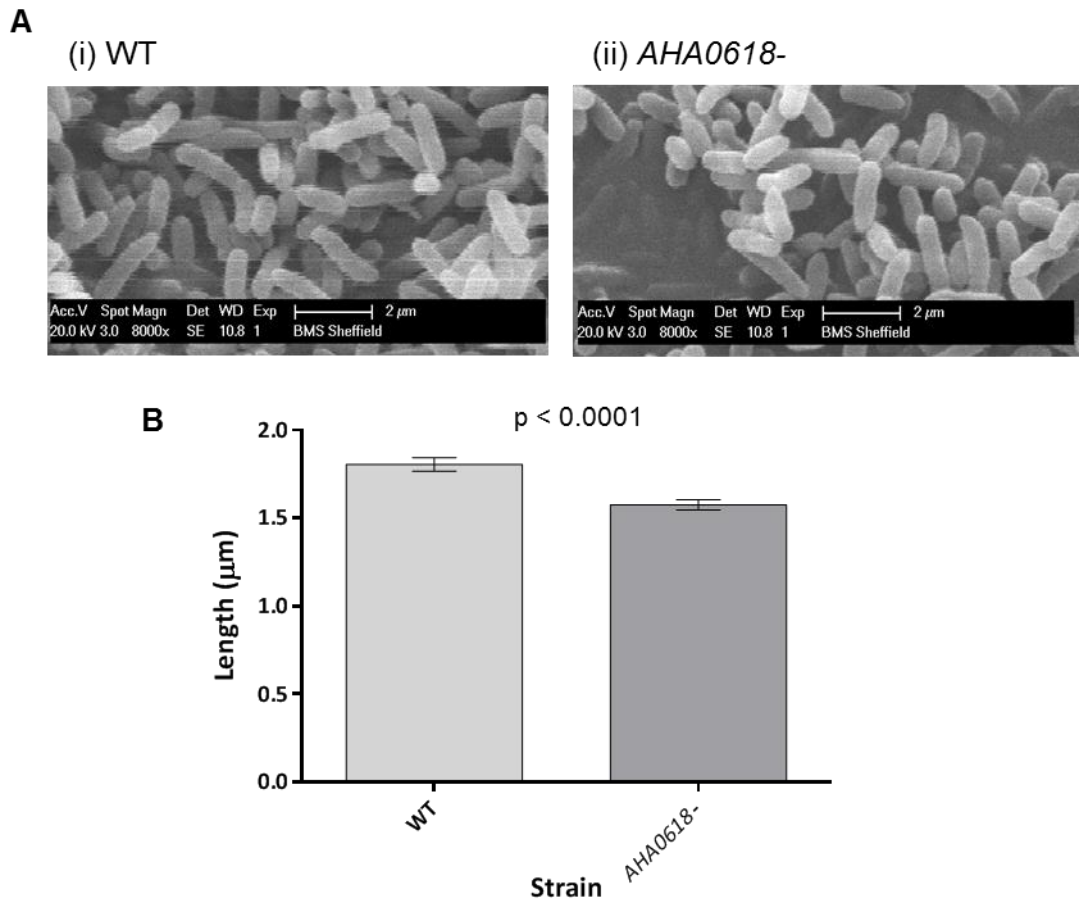 A
(i) WT
(ii) AHA0618-
Acc.V Spot Magn Det WD Exp 2 µm
20.0 kV 3.0 8000x SE 10.8 1 BMS Sheffield
Acc.V Spot Magn Det WD Exp 2 µm
20.0 kV 3.0 8000x SE 10.8 1 BMS Sheffield
B
p < 0.0001
2.0
1.5
1.0
0.5
0.0
Length (µm)
WT
AHA0618-
Strain